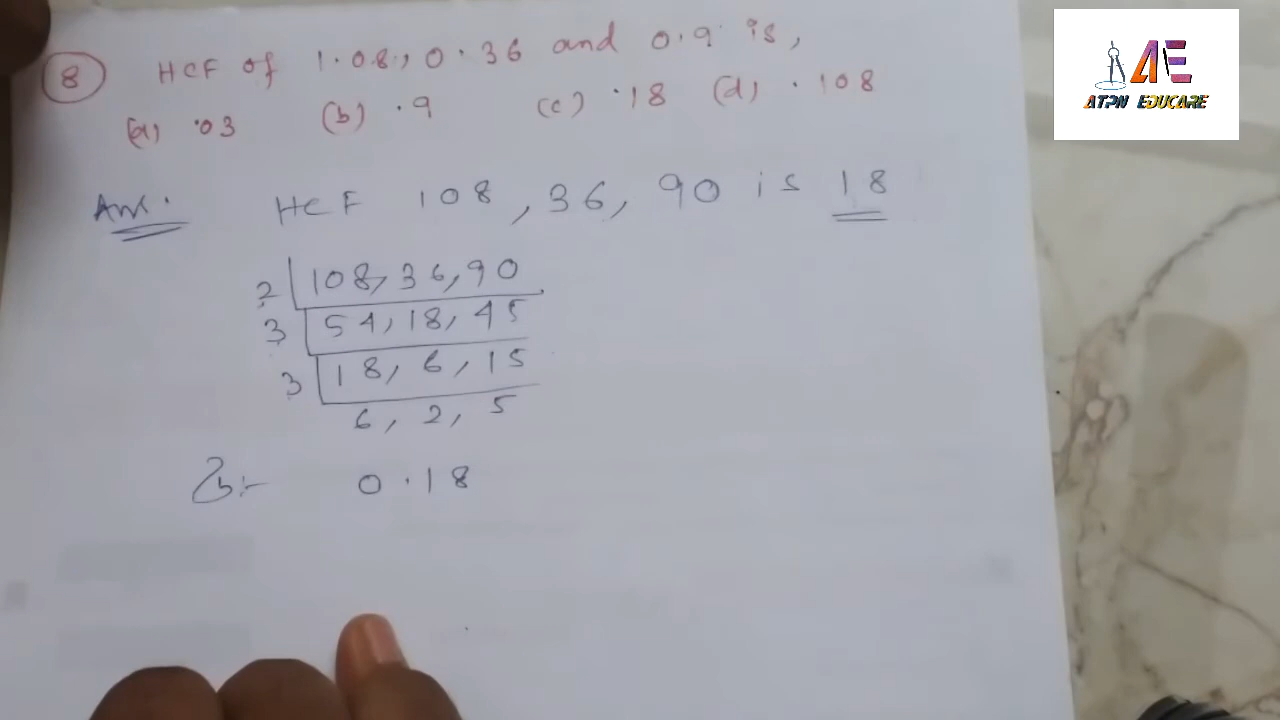 8 HCF of 1.08, 0.36 and 0.9 is,
(a) .03 (b) .9 (c) .18 (d) .108
Ans. HCF 108, 36, 90 is 18
2 108, 36, 90
3 54, 18, 45
3 18, 6, 15
6, 2, 5
0.18
AE
ATPN EDUCARE